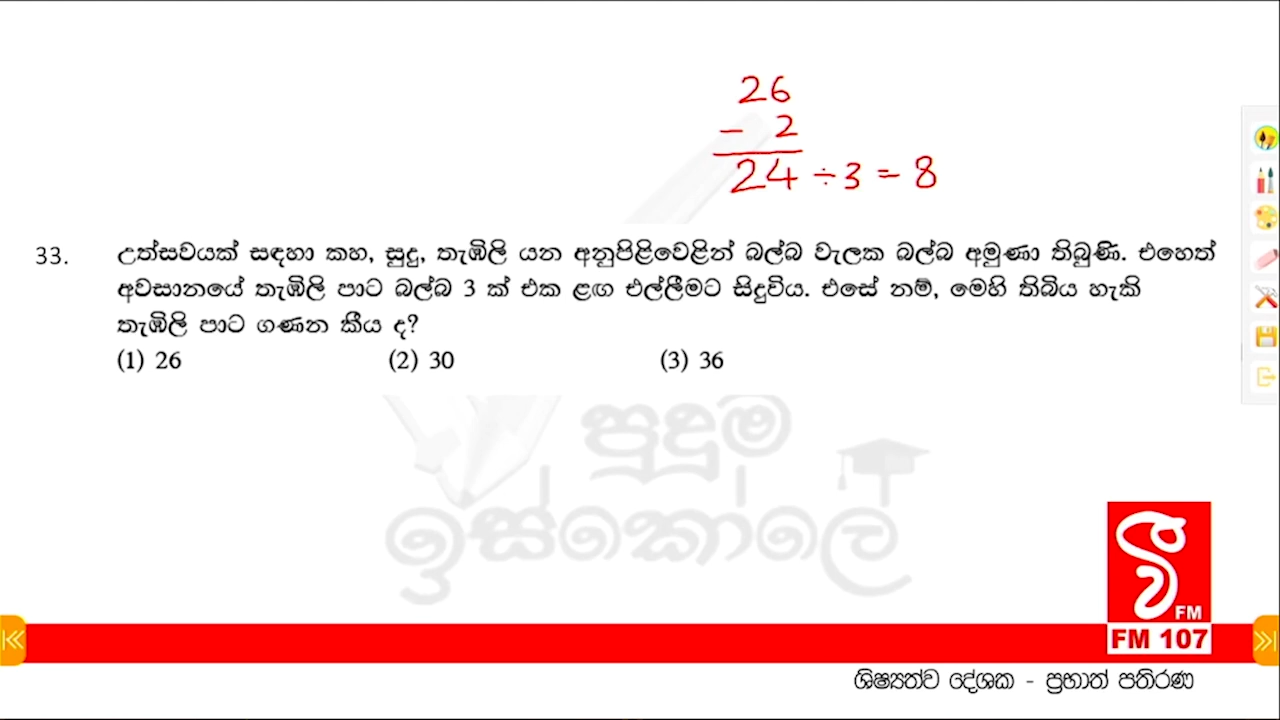 26
- 2
24 ÷ 3 = 8
33. උත්සවයක් සඳහා කහ, සුදු, තැඹිලි යන අනුපිළිවෙළින් බල්බ වැලක බල්බ අමුණා තිබුණි. එහෙත්
අවසානයේ තැඹිලි පාට බල්බ 3 ක් එක ළඟ එල්ලීමට සිදුවිය. එසේ නම්, මෙහි තිබිය හැකි
තැඹිලි පාට ගණන කීය ද?
(1) 26 (2) 30 (3) 36
පුදුම
ඉස්කෝලේ
FM
FM 107
ශිෂ්‍යත්ව දේශක - ප්‍රභාත් පතිරණ